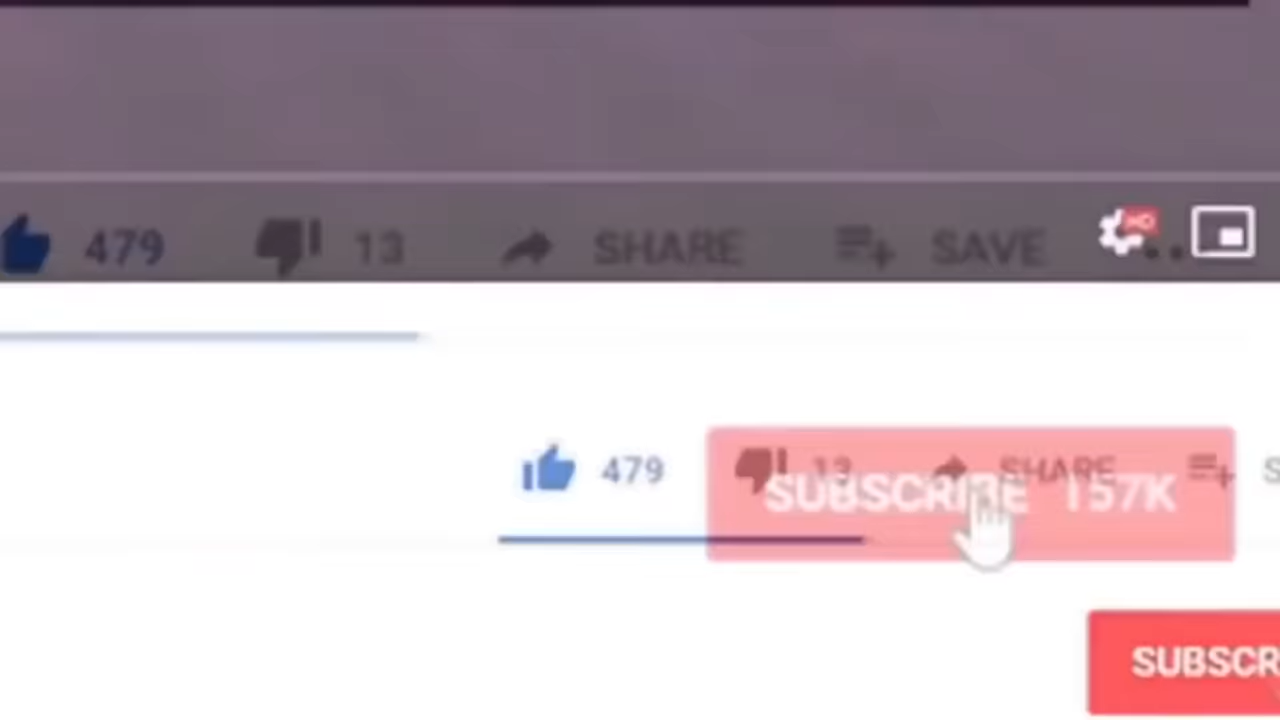 479 13 SHARE SAVE HD
479 13 SHARE
SUBSCRIBE 157K
SUBSCR